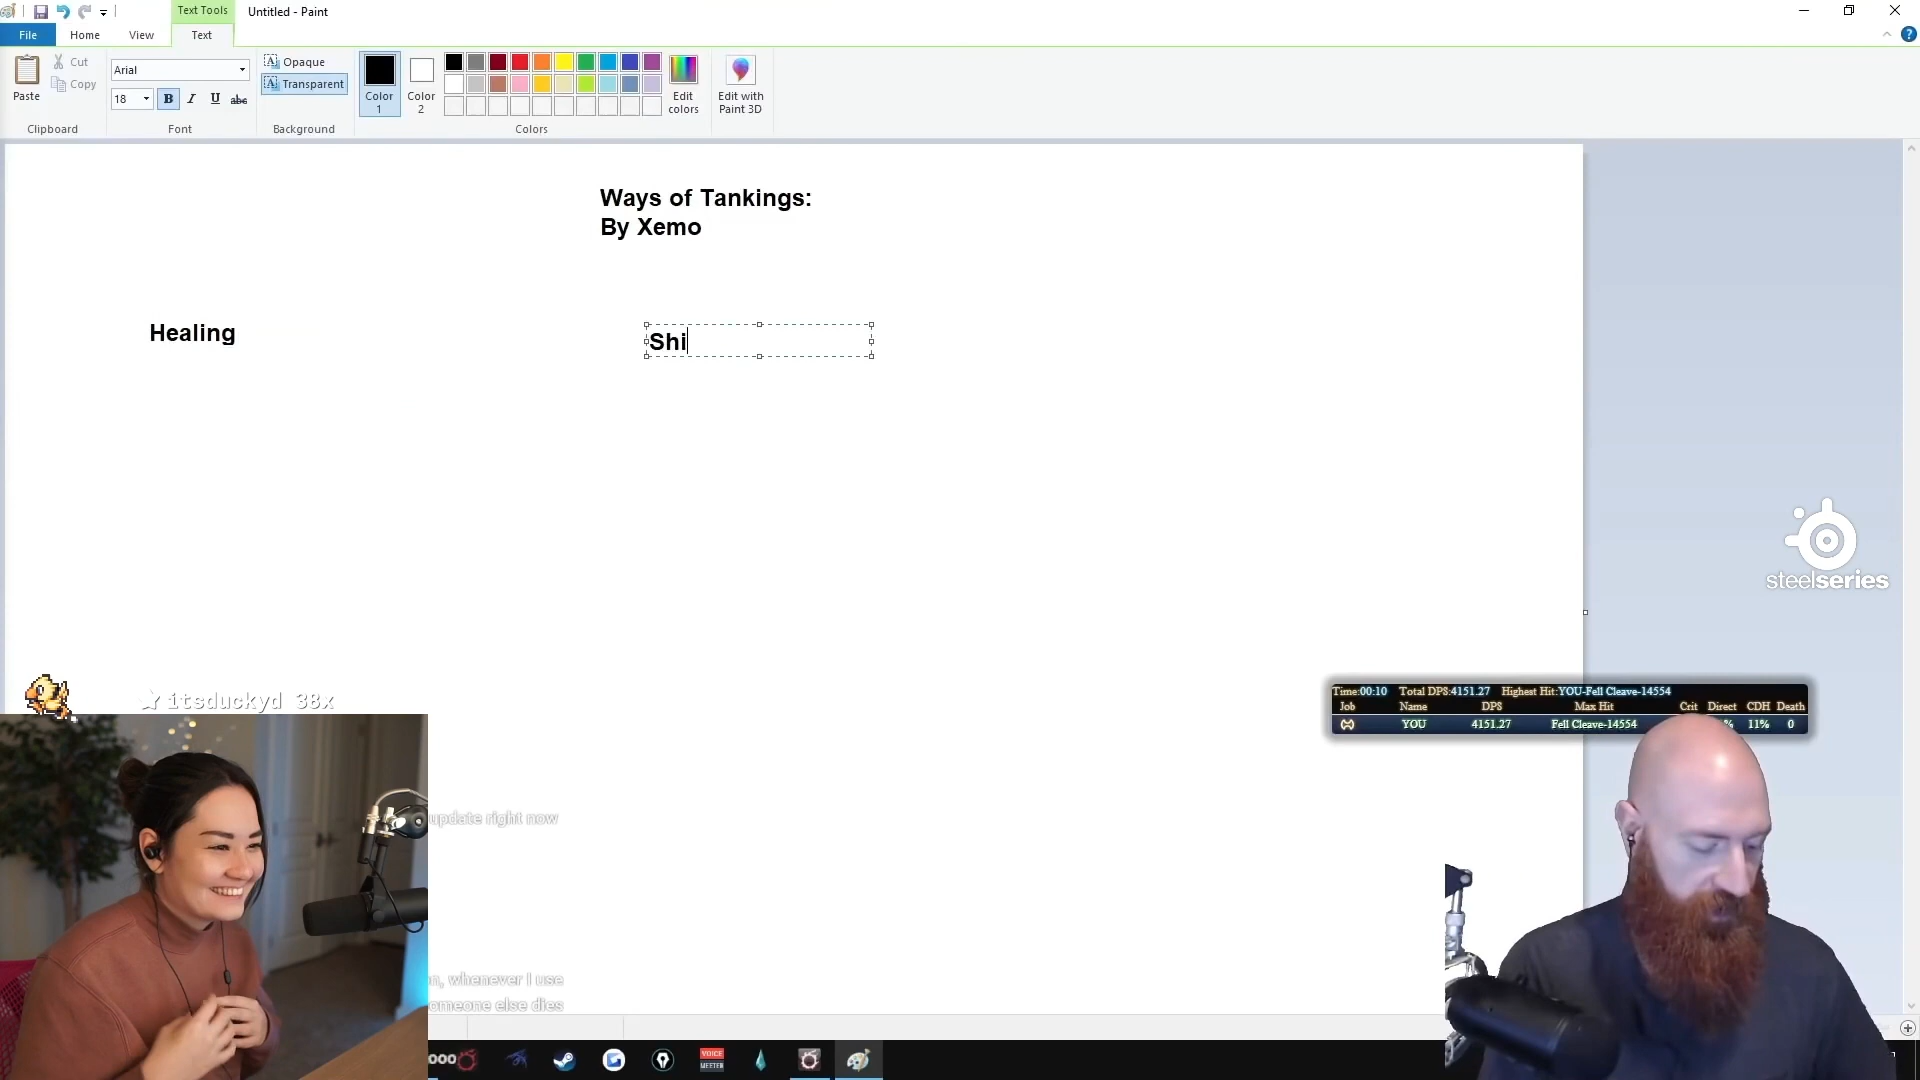 Text Tools
Untitled - Paint
File
Home
View
Text
Paste
Cut
Copy
Clipboard
Arial
18
B
I
U
abc
Font
Opaque
Transparent
Background
Color
1
Color
2
Edit
colors
Colors
Edit with
Paint 3D
Ways of Tankings:
By Xemo
Healing
Shi
steelseries
itsduckyd 38x
Time:00:10 Total DPS:4151.27 Highest Hit:YOU-Fell Cleave-14554
Job Name DPS Max Hit Crit Direct CDH Death
YOU 4151.27 Fell Cleave-14554 % 11% 0
update right now
n, whenever I use
omeone else dies
VOICE
MEETER